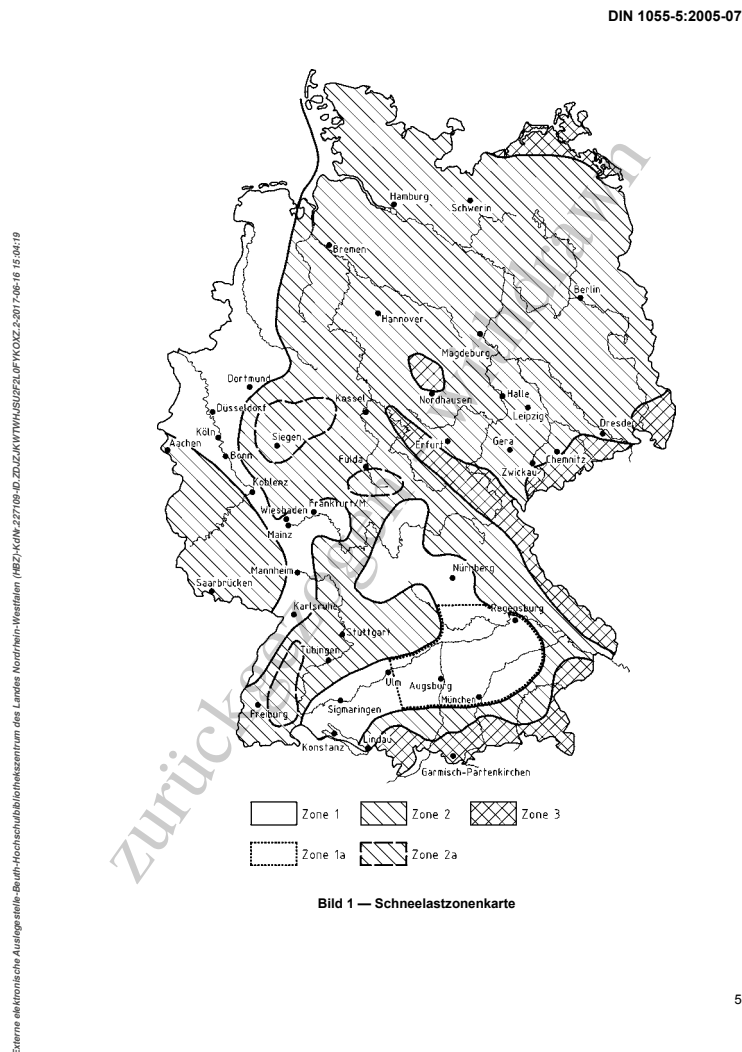 DIN 1055-5:2005-07
Hamburg
Schwerin
Bremen
Berlin
Hannover
Magdeburg
Dortmund
Nordhausen
Halle
Kassel
Düsseldorf
Leipzig
Siegen
Dresden
Köln
Aachen
Erfurt
Gera
Bonn
Chemnitz
Fulda
Zwickau
Koblenz
Frankfurt/M.
Wiesbaden
Mainz
Mannheim
Nürnberg
Saarbrücken
Karlsruhe
Regensburg
Stuttgart
Tübingen
Ulm
Augsburg
München
Sigmaringen
Freiburg
Konstanz
Lindau
Garmisch-Partenkirchen
zurückgezogen / withdrawn
Zone 1
Zone 2
Zone 3
Zone 1a
Zone 2a
Bild 1 — Schneelastzonenkarte
5
Externe elektronische Auslegestelle-Beuth-Hochschulbibliothekszentrum des Landes Nordrhein-Westfalen (HBZ)-KdNr.227109-ID.ZDJZJKWTWHJSU2F2L0FYKOXZ.2-2017-06-16 15:04:19